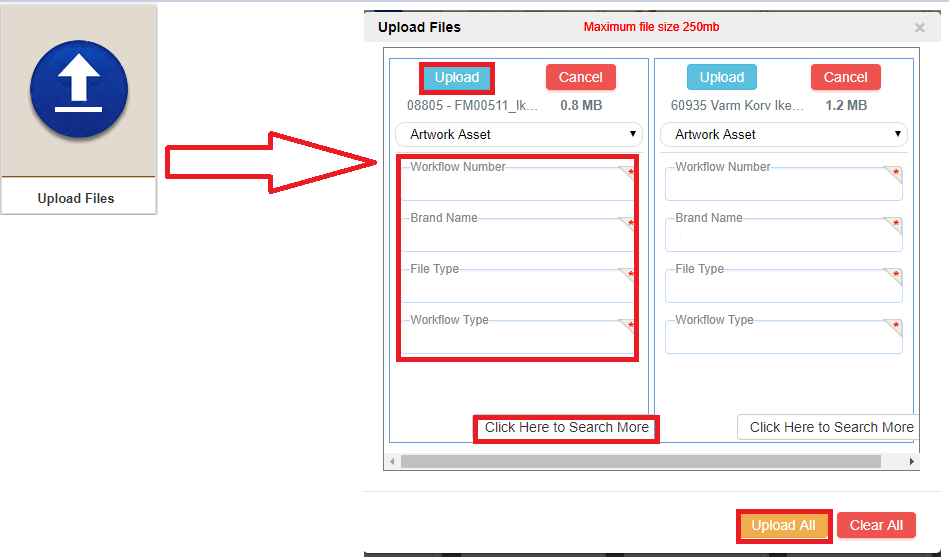 Upload Files
Upload Files
Maximum file size 250mb
×
Upload
Cancel
08805 - FM00511_Ik...
0.8 MB
Artwork Asset
Workflow Number
*
Brand Name
*
File Type
*
Workflow Type
*
Click Here to Search More
Upload
Cancel
60935 Varm Korv Ike...
1.2 MB
Artwork Asset
Workflow Number
*
Brand Name
*
File Type
*
Workflow Type
*
Click Here to Search More
Upload All
Clear All